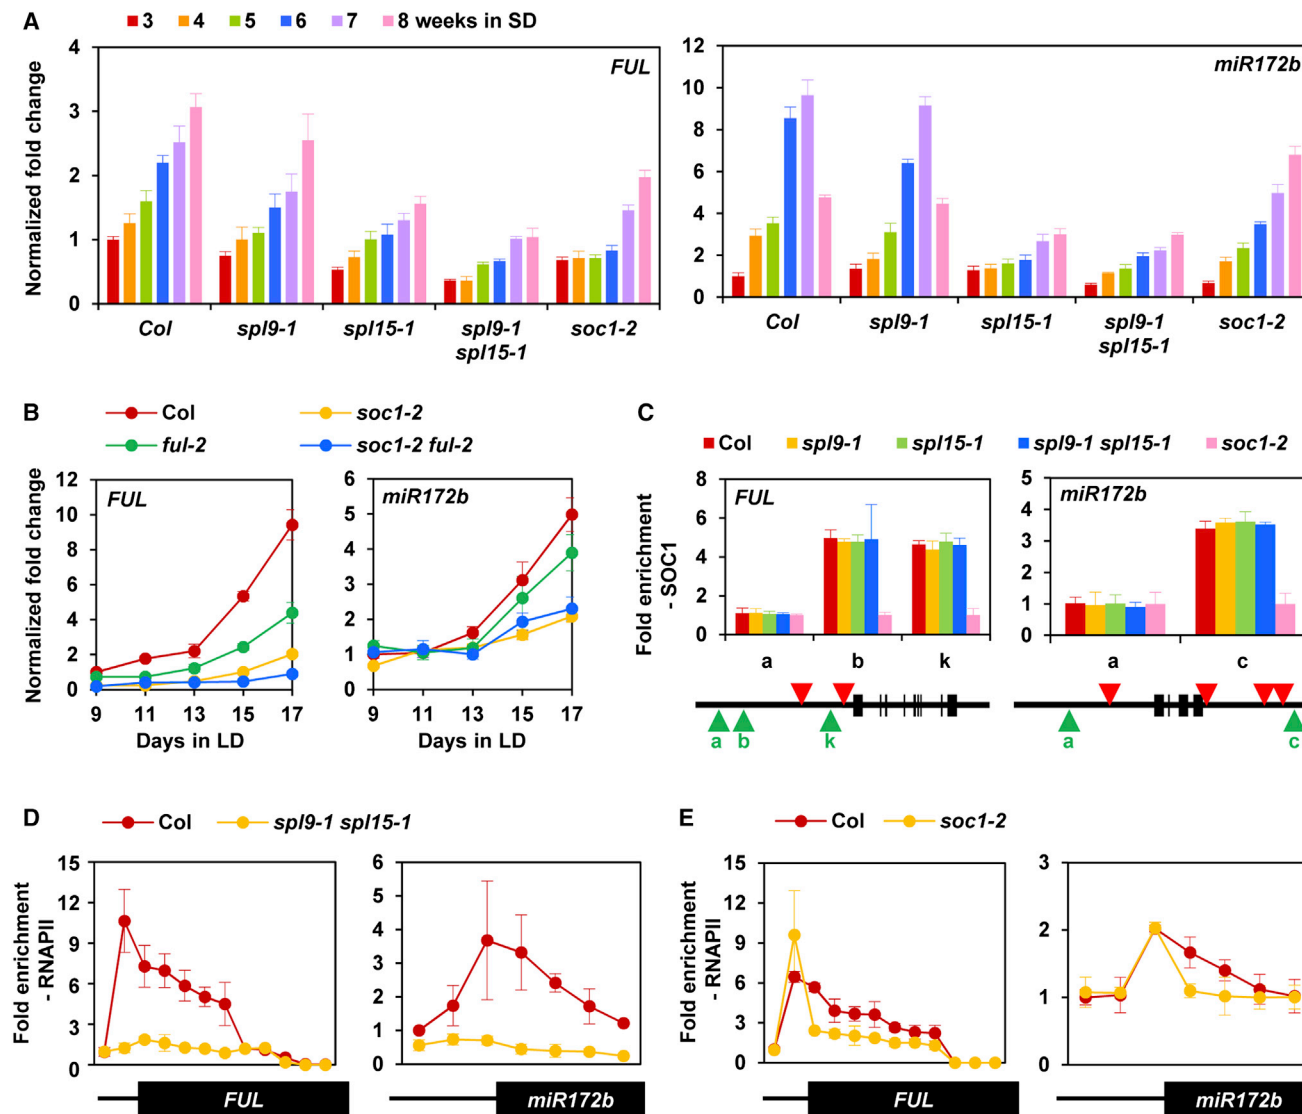 A
3 4 5 6 7 8 weeks in SD
Normalized fold change
4
3
2
1
0
FUL
Col spl9-1 spl15-1 spl9-1 soc1-2
spl15-1
12
10
8
6
4
2
0
miR172b
Col spl9-1 spl15-1 spl9-1 soc1-2
spl15-1
B
Col soc1-2
ful-2 soc1-2 ful-2
Normalized fold change
12
10
8
6
4
2
0
FUL
9 11 13 15 17
Days in LD
6
5
4
3
2
1
0
miR172b
9 11 13 15 17
Days in LD
C
Col spl9-1 spl15-1 spl9-1 spl15-1 soc1-2
Fold enrichment
- SOC1
8
6
4
2
0
FUL
a b k
a b k
5
4
3
2
1
0
miR172b
a c
a c
D
Col spl9-1 spl15-1
Fold enrichment
- RNAPII
15
12
9
6
3
0
FUL
6
5
4
3
2
1
0
miR172b
E
Col soc1-2
Fold enrichment
- RNAPII
15
12
9
6
3
0
FUL
3
2
1
0
miR172b